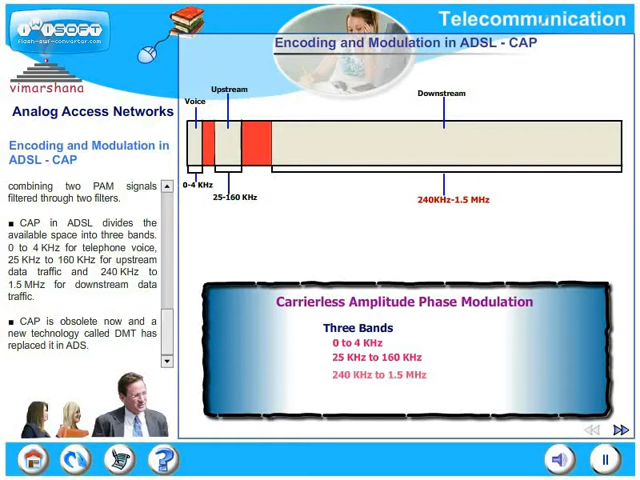 iWiSOFT
flash-swf-converter.com
Telecommunication
vimarshana
Analog Access Networks
Encoding and Modulation in
ADSL - CAP
combining two PAM signals
filtered through two filters.
■ CAP in ADSL divides the
available space into three bands.
0 to 4 KHz for telephone voice,
25 KHz to 160 KHz for upstream
data traffic and 240 KHz to
1.5 MHz for downstream data
traffic.
■ CAP is obsolete now and a
new technology called DMT has
replaced it in ADS.
Encoding and Modulation in ADSL - CAP
Voice
Upstream
Downstream
0-4 KHz
25-160 KHz
240KHz-1.5 MHz
Carrierless Amplitude Phase Modulation
Three Bands
0 to 4 KHz
25 KHz to 160 KHz
240 KHz to 1.5 MHz